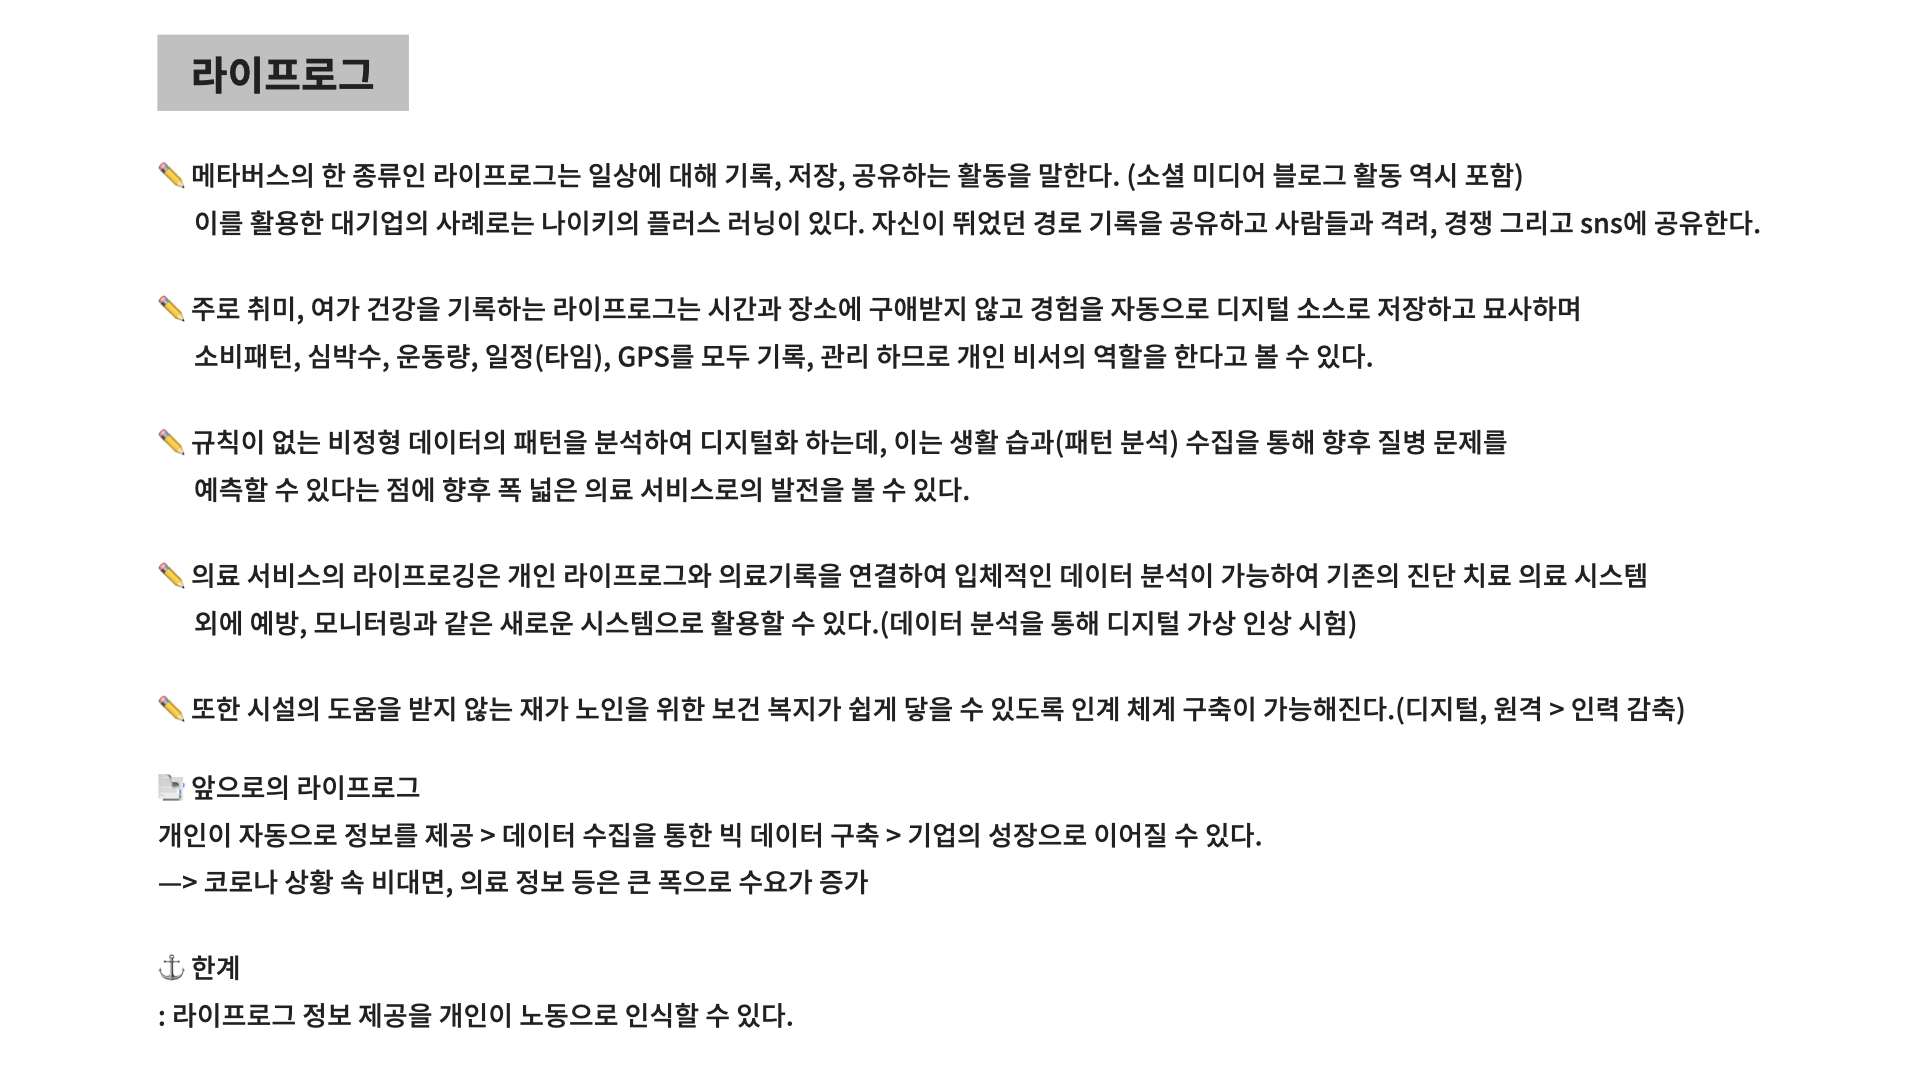 라이프로그
✏️ 메타버스의 한 종류인 라이프로그는 일상에 대해 기록, 저장, 공유하는 활동을 말한다. (소셜 미디어 블로그 활동 역시 포함)
이를 활용한 대기업의 사례로는 나이키의 플러스 러닝이 있다. 자신이 뛰었던 경로 기록을 공유하고 사람들과 격려, 경쟁 그리고 sns에 공유한다.
✏️ 주로 취미, 여가 건강을 기록하는 라이프로그는 시간과 장소에 구애받지 않고 경험을 자동으로 디지털 소스로 저장하고 묘사하며
소비패턴, 심박수, 운동량, 일정(타임), GPS를 모두 기록, 관리 하므로 개인 비서의 역할을 한다고 볼 수 있다.
✏️ 규칙이 없는 비정형 데이터의 패턴을 분석하여 디지털화 하는데, 이는 생활 습과(패턴 분석) 수집을 통해 향후 질병 문제를
예측할 수 있다는 점에 향후 폭 넓은 의료 서비스로의 발전을 볼 수 있다.
✏️ 의료 서비스의 라이프로깅은 개인 라이프로그와 의료기록을 연결하여 입체적인 데이터 분석이 가능하여 기존의 진단 치료 의료 시스템
외에 예방, 모니터링과 같은 새로운 시스템으로 활용할 수 있다.(데이터 분석을 통해 디지털 가상 인상 시험)
✏️ 또한 시설의 도움을 받지 않는 재가 노인을 위한 보건 복지가 쉽게 닿을 수 있도록 인계 체계 구축이 가능해진다.(디지털, 원격 > 인력 감축)
앞으로의 라이프로그
개인이 자동으로 정보를 제공 > 데이터 수집을 통한 빅 데이터 구축 > 기업의 성장으로 이어질 수 있다.
—> 코로나 상황 속 비대면, 의료 정보 등은 큰 폭으로 수요가 증가
⚓ 한계
: 라이프로그 정보 제공을 개인이 노동으로 인식할 수 있다.